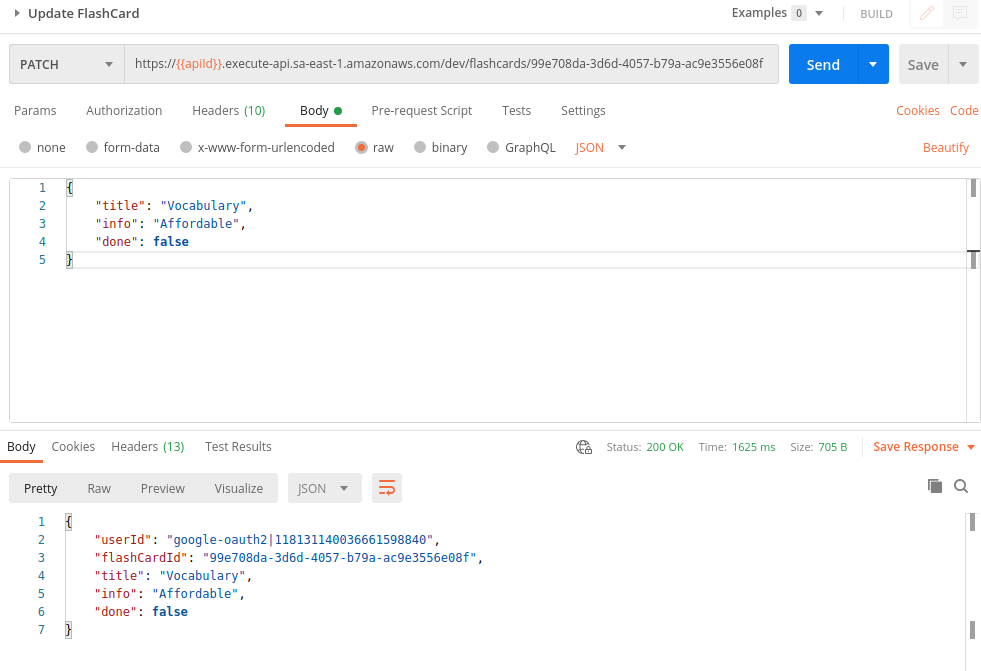 Update FlashCard Examples 0 BUILD
PATCH https://{{apiId}}.execute-api.sa-east-1.amazonaws.com/dev/flashcards/99e708da-3d6d-4057-b79a-ac9e3556e08f Send Save
Params Authorization Headers (10) Body Pre-request Script Tests Settings Cookies Code
none form-data x-www-form-urlencoded raw binary GraphQL JSON Beautify
1 {
2 "title": "Vocabulary",
3 "info": "Affordable",
4 "done": false
5 }
Body Cookies Headers (13) Test Results Status: 200 OK Time: 1625 ms Size: 705 B Save Response
Pretty Raw Preview Visualize JSON
1 {
2 "userId": "google-oauth2|118131140036661598840",
3 "flashCardId": "99e708da-3d6d-4057-b79a-ac9e3556e08f",
4 "title": "Vocabulary",
5 "info": "Affordable",
6 "done": false
7 }